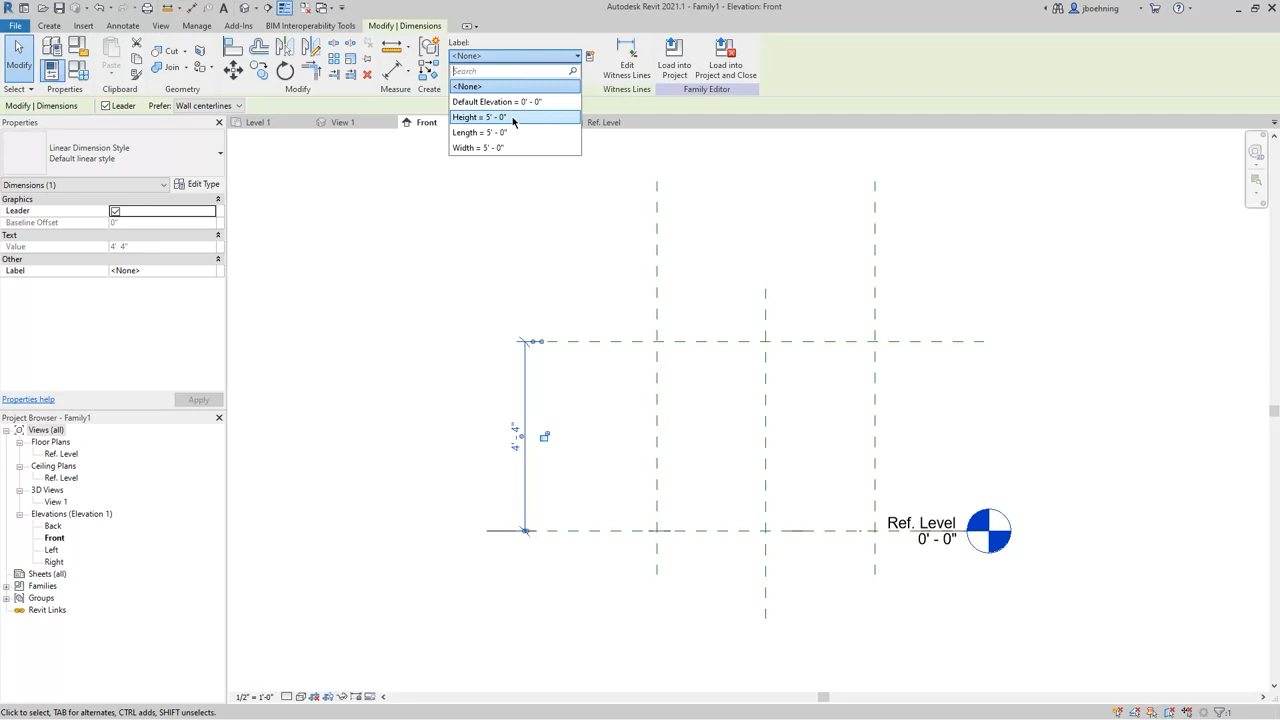 Autodesk Revit 2021.1 - Family1 - Elevation: Front
jboehning
File
Create
Insert
Annotate
View
Manage
Add-Ins
BIM Interoperability Tools
Modify | Dimensions
Modify
Select
Properties
Paste
Clipboard
Cut
Join
Geometry
Modify
Measure
Create
Label:
<None>
Search
<None>
Default Elevation = 0' - 0"
Height = 5' - 0"
Length = 5' - 0"
Width = 5' - 0"
Edit
Witness Lines
Witness Lines
Load into
Project
Load into
Project and Close
Family Editor
Modify | Dimensions
Leader
Prefer:
Wall centerlines
Properties
Linear Dimension Style
Default linear style
Dimensions (1)
Edit Type
Graphics
Leader
Baseline Offset
0"
Text
Value
4' 4"
Other
Label
<None>
Properties help
Apply
Project Browser - Family1
Views (all)
Floor Plans
Ref. Level
Ceiling Plans
Ref. Level
3D Views
View 1
Elevations (Elevation 1)
Back
Front
Left
Right
Sheets (all)
Families
Groups
Revit Links
Level 1
View 1
Front
Ref. Level
4' - 4"
Ref. Level
0' - 0"
1/2" = 1'-0"
Click to select, TAB for alternates, CTRL adds, SHIFT unselects.
:1